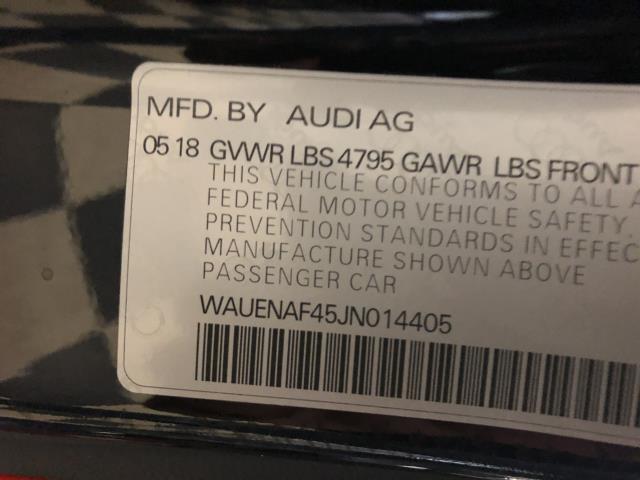 MFD. BY AUDI AG
05 18 GVWR LBS 4795 GAWR LBS FRONT
THIS VEHICLE CONFORMS TO ALL
FEDERAL MOTOR VEHICLE SAFETY,
PREVENTION STANDARDS IN EFFEC
MANUFACTURE SHOWN ABOVE
PASSENGER CAR
WAUENAF45JN014405